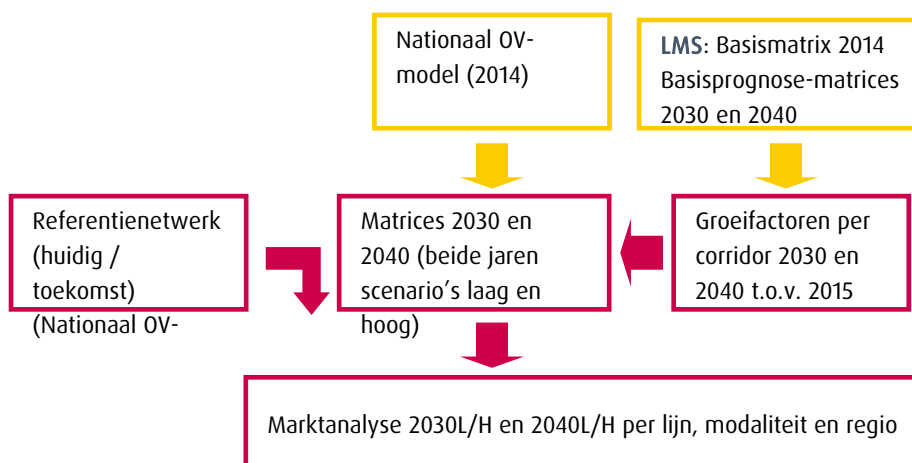 Nationaal OV-
model (2014)
LMS: Basismatrix 2014
Basisprognose-matrices
2030 en 2040
Referentienetwerk
(huidig /
toekomst)
(Nationaal OV-
Matrices 2030 en
2040 (beide jaren
scenario's laag en
hoog)
Groeifactoren per
corridor 2030 en
2040 t.o.v. 2015
Marktanalyse 2030L/H en 2040L/H per lijn, modaliteit en regio